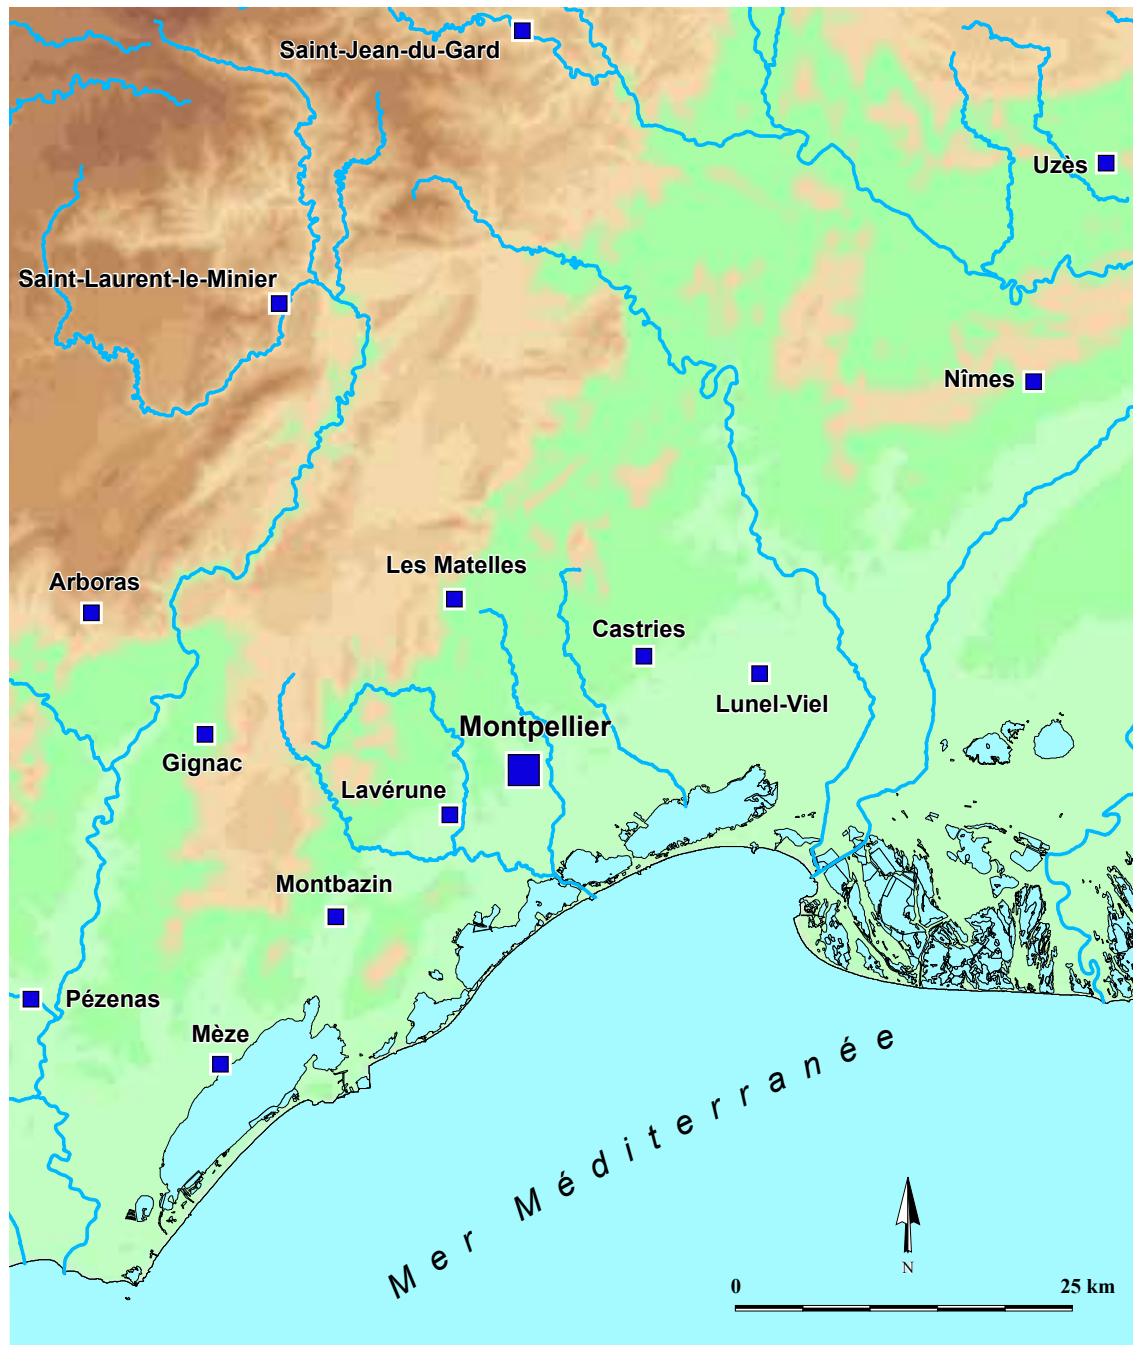 Saint-Jean-du-Gard
Uzès
Saint-Laurent-le-Minier
Nîmes
Les Matelles
Arboras
Castries
Lunel-Viel
Montpellier
Gignac
Lavérune
Montbazin
Pézenas
Mèze
Mer Méditerranée
N
0 25 km